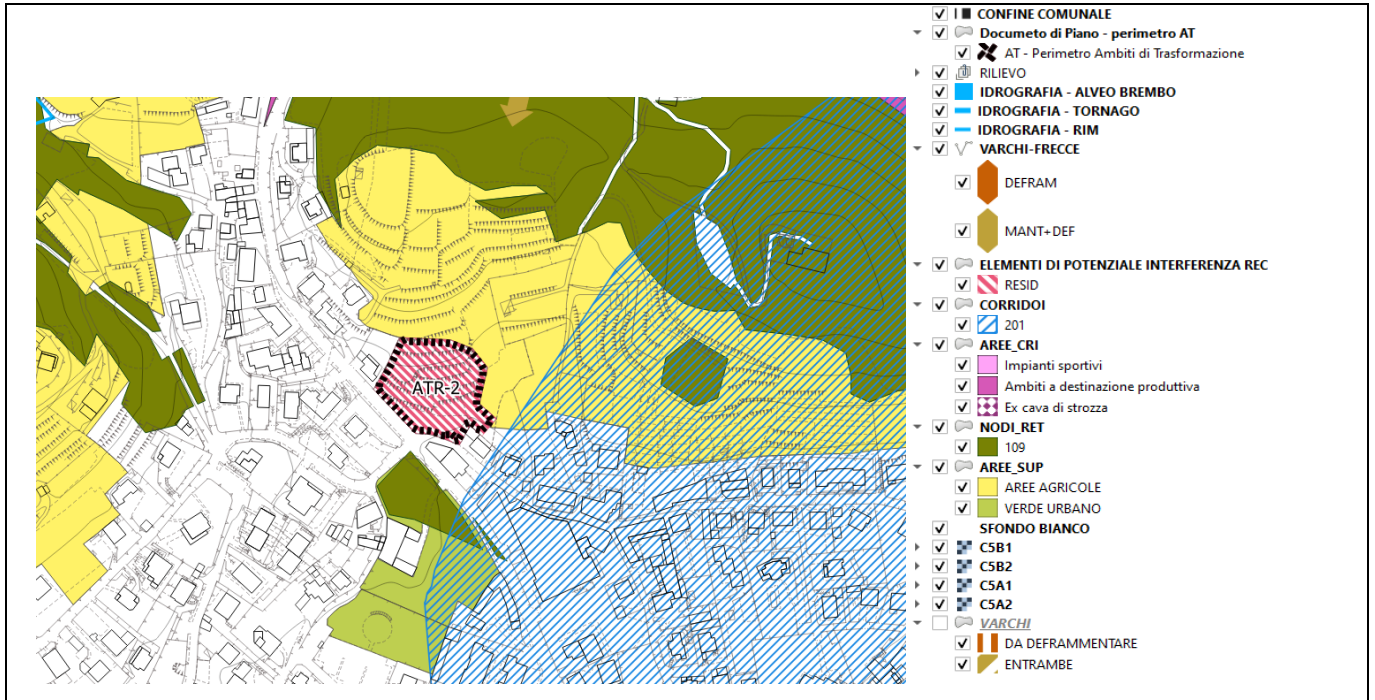 CONFINE COMUNALE
Documeto di Piano - perimetro AT
AT - Perimetro Ambiti di Trasformazione
RILIEVO
IDROGRAFIA - ALVEO BREMBO
IDROGRAFIA - TORNAGO
IDROGRAFIA - RIM
VARCHI-FRECCE
DEFRAM
MANT+DEF
ELEMENTI DI POTENZIALE INTERFERENZA REC
RESID
CORRIDOI
201
AREE_CRI
Impianti sportivi
Ambiti a destinazione produttiva
Ex cava di strozza
NODI_RET
109
AREE_SUP
AREE AGRICOLE
VERDE URBANO
SFONDO BIANCO
C5B1
C5B2
C5A1
C5A2
VARCHI
DA DEFRAMMENTARE
ENTRAMBE
ATR-2